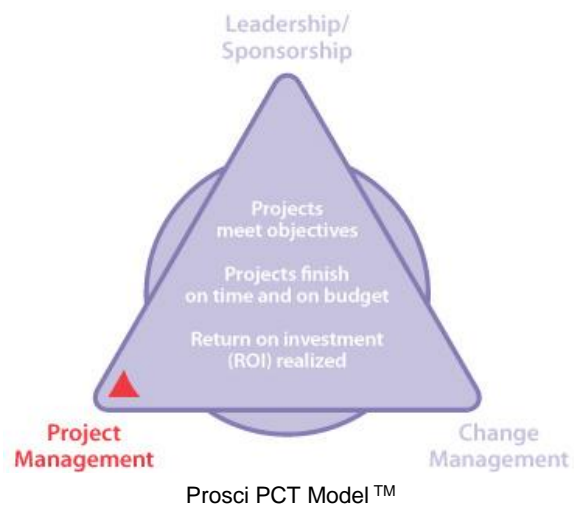 Leadership/
Sponsorship
Projects
meet objectives
Projects finish
on time and on budget
Return on investment
(ROI) realized
Project
Management
Change
Management
Prosci PCT Model TM